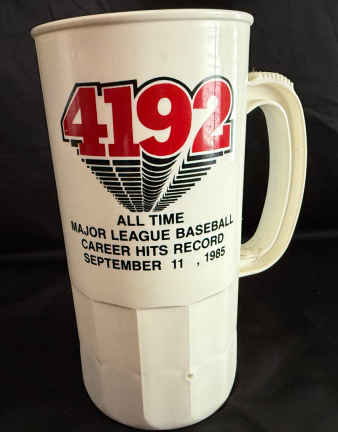 4192
ALL TIME
MAJOR LEAGUE BASEBALL
CAREER HITS RECORD
SEPTEMBER 11 , 1985